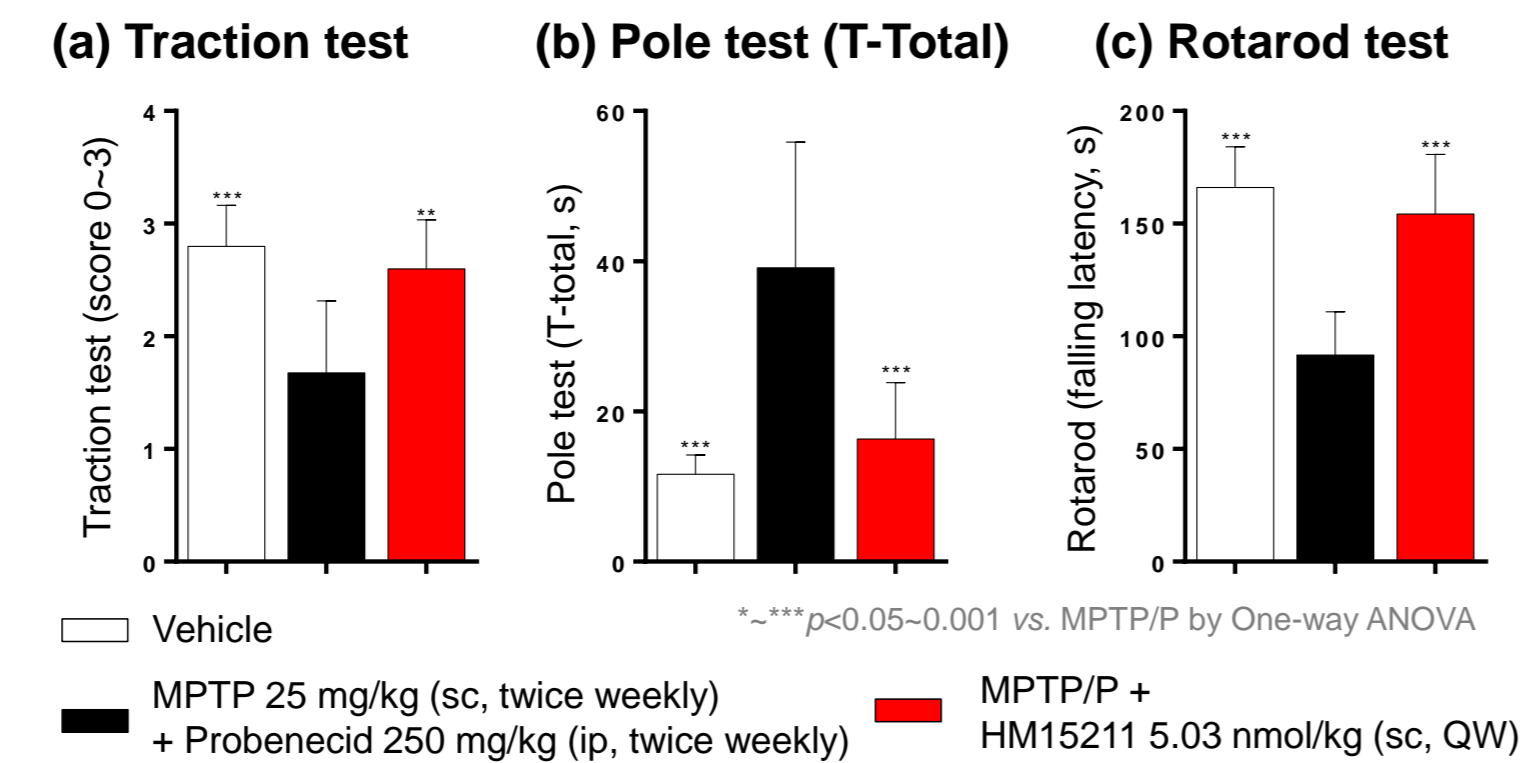 (a) Traction test
(b) Pole test (T-Total)
(c) Rotarod test
Traction test (score 0~3)
4
3
2
1
0
***
**
Pole test (T-total, s)
60
40
20
0
***
***
Rotarod (falling latency, s)
200
150
100
50
0
***
***
*~***p<0.05~0.001 vs. MPTP/P by One-way ANOVA
Vehicle
MPTP 25 mg/kg (sc, twice weekly)
+ Probenecid 250 mg/kg (ip, twice weekly)
MPTP/P +
HM15211 5.03 nmol/kg (sc, QW)